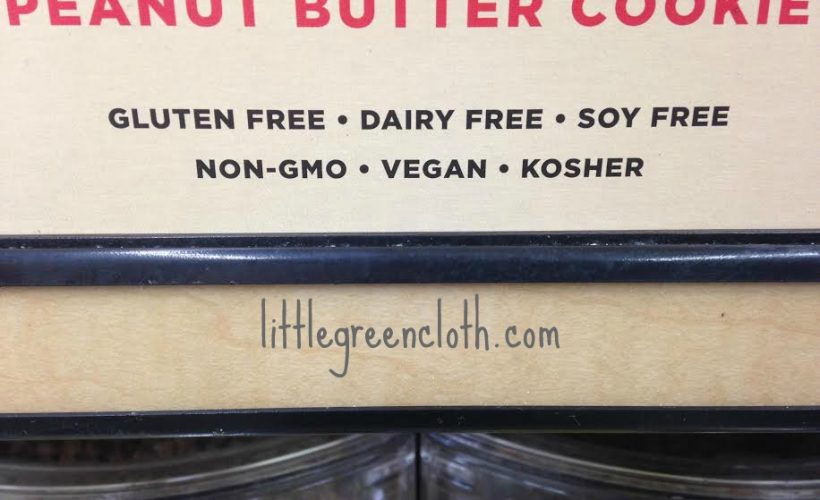 PEANUT BUTTER COOKIE
GLUTEN FREE • DAIRY FREE • SOY FREE
NON-GMO • VEGAN • KOSHER
littlegreencloth.com